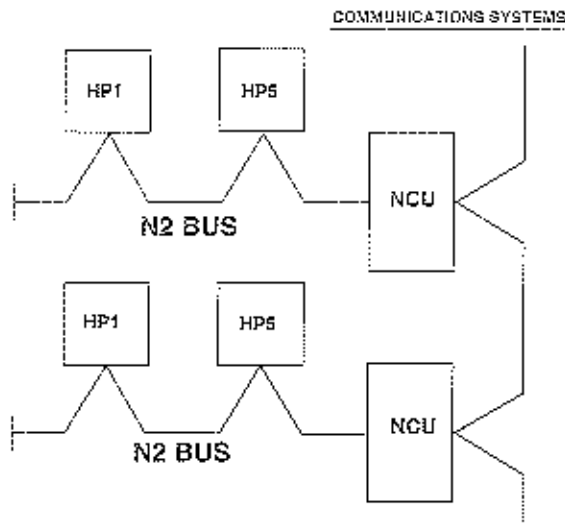 COMMUNICATIONS SYSTEMS
HP1
HP5
NCU
N2 BUS
HP1
HP5
NCU
N2 BUS